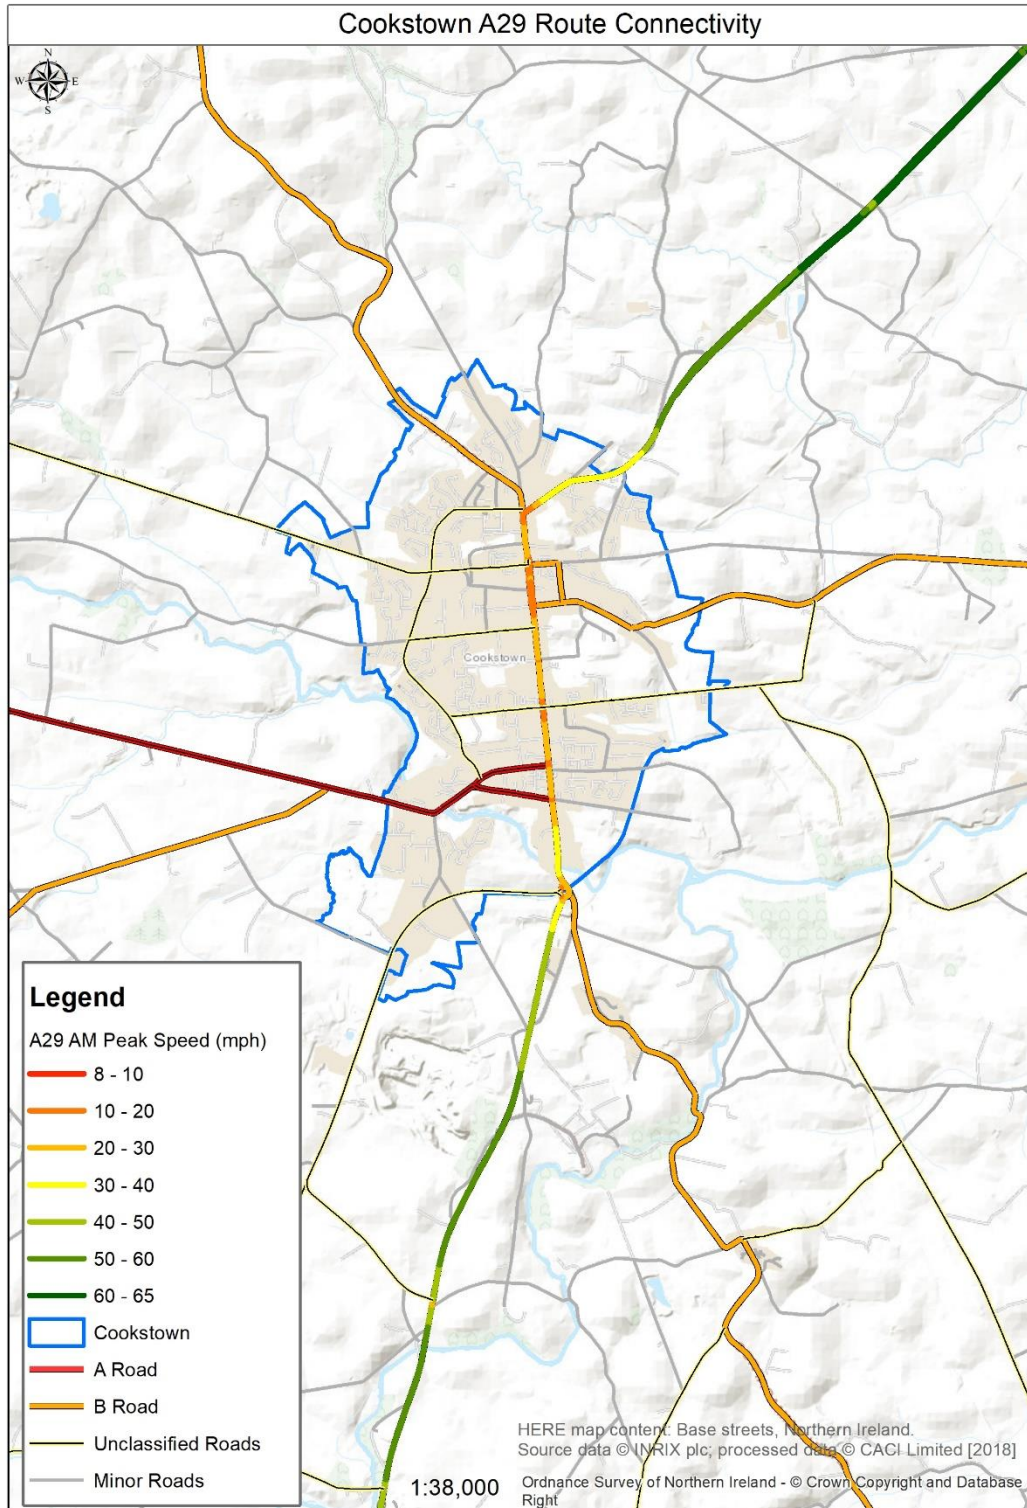 Cookstown A29 Route Connectivity
N
W E
S
Cookstown
Legend
A29 AM Peak Speed (mph)
8 - 10
10 - 20
20 - 30
30 - 40
40 - 50
50 - 60
60 - 65
Cookstown
A Road
B Road
Unclassified Roads
Minor Roads
1:38,000
HERE map content: Base streets, Northern Ireland.
Source data © INRIX plc; processed data © CACI Limited [2018]
Ordnance Survey of Northern Ireland - © Crown Copyright and Database
Right